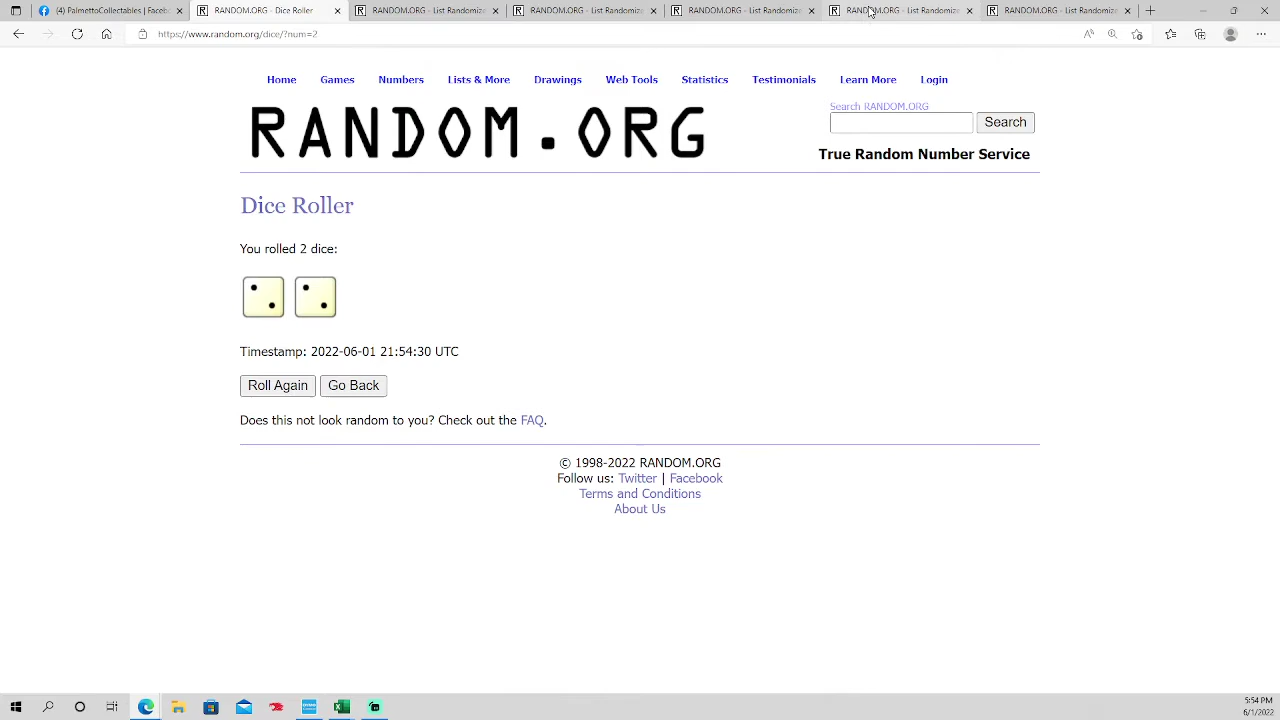 (4) PalmettoCollectables | Faceb
RANDOM.ORG - Dice Roller
RANDOM.ORG - List Randomizer
RANDOM.ORG - List Randomize
RANDOM.ORG - List Randomize
RANDOM.ORG - List Randomize
RANDOM.ORG - List Randomize
https://www.random.org/dice/?num=2
Home Games Numbers Lists & More Drawings Web Tools Statistics Testimonials Learn More Login
Search RANDOM.ORG
RANDOM.ORG
Search
True Random Number Service
Dice Roller
You rolled 2 dice:
Timestamp: 2022-06-01 21:54:30 UTC
Roll Again Go Back
Does this not look random to you? Check out the FAQ.
© 1998-2022 RANDOM.ORG
Follow us: Twitter | Facebook
Terms and Conditions
About Us
5:54 PM
6/1/2022